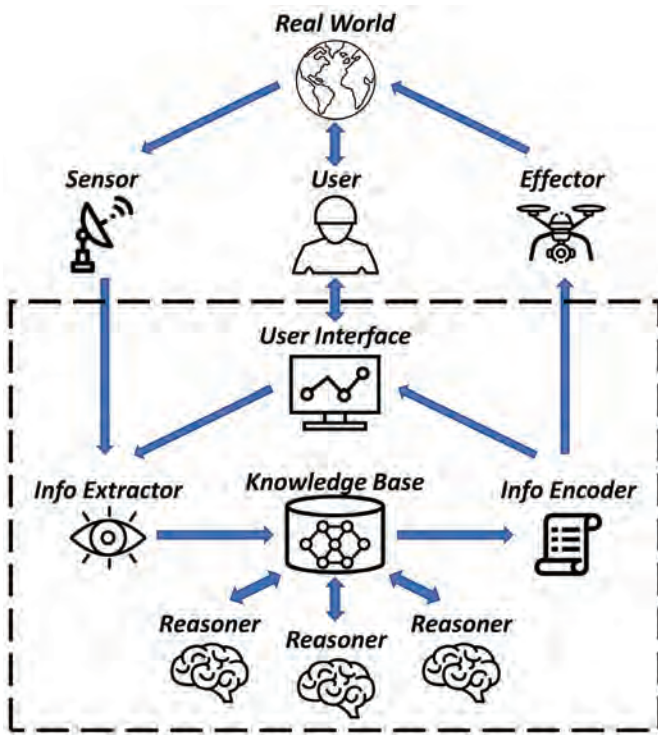 Real World
Sensor
User
Effector
User Interface
Info Extractor
Knowledge Base
Info Encoder
Reasoner
Reasoner
Reasoner